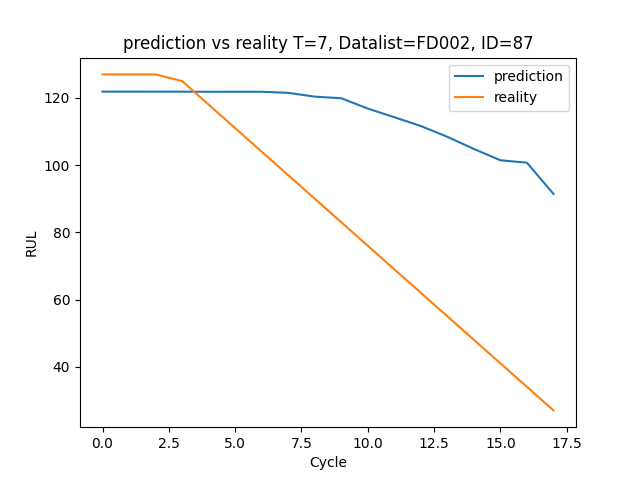 prediction vs reality T=7, Datalist=FD002, ID=87
prediction
reality
RUL
120
100
80
60
40
0.0 2.5 5.0 7.5 10.0 12.5 15.0 17.5
Cycle